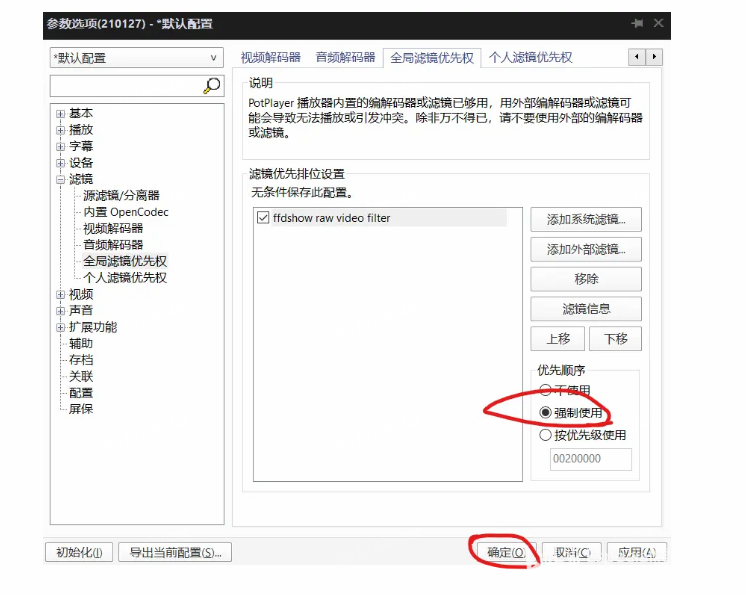 参数选项(210127) - *默认配置
*默认配置
视频解码器 音频解码器 全局滤镜优先权 个人滤镜优先权
基本
播放
字幕
设备
滤镜
源滤镜/分离器
内置 OpenCodec
视频解码器
音频解码器
全局滤镜优先权
个人滤镜优先权
视频
声音
扩展功能
辅助
存档
关联
配置
屏保
说明
PotPlayer 播放器内置的编解码器或滤镜已够用，用外部编解码器或滤镜可
能会导致无法播放或引发冲突。除非万不得已，请不要使用外部的编解码器
或滤镜。
滤镜优先排位设置
无条件保存此配置。
ffdshow raw video filter
添加系统滤镜...
添加外部滤镜...
移除
滤镜信息
上移 下移
优先顺序
不使用
强制使用
按优先级使用
00200000
初始化(I) 导出当前配置(S)... 确定(O) 取消(C) 应用(A)